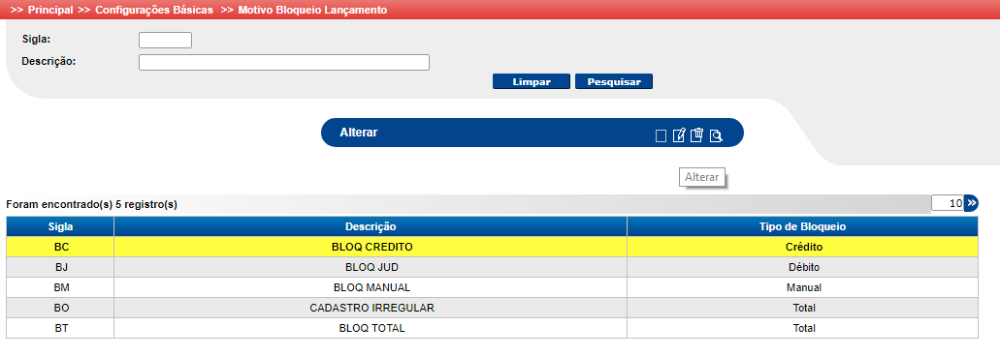 >> Principal >> Configurações Básicas >> Motivo Bloqueio Lançamento
Sigla:
Descrição:
Limpar Pesquisar
Alterar
Alterar
Foram encontrado(s) 5 registro(s) 10 »
Sigla Descrição Tipo de Bloqueio
BC BLOQ CREDITO Crédito
BJ BLOQ JUD Débito
BM BLOQ MANUAL Manual
BO CADASTRO IRREGULAR Total
BT BLOQ TOTAL Total